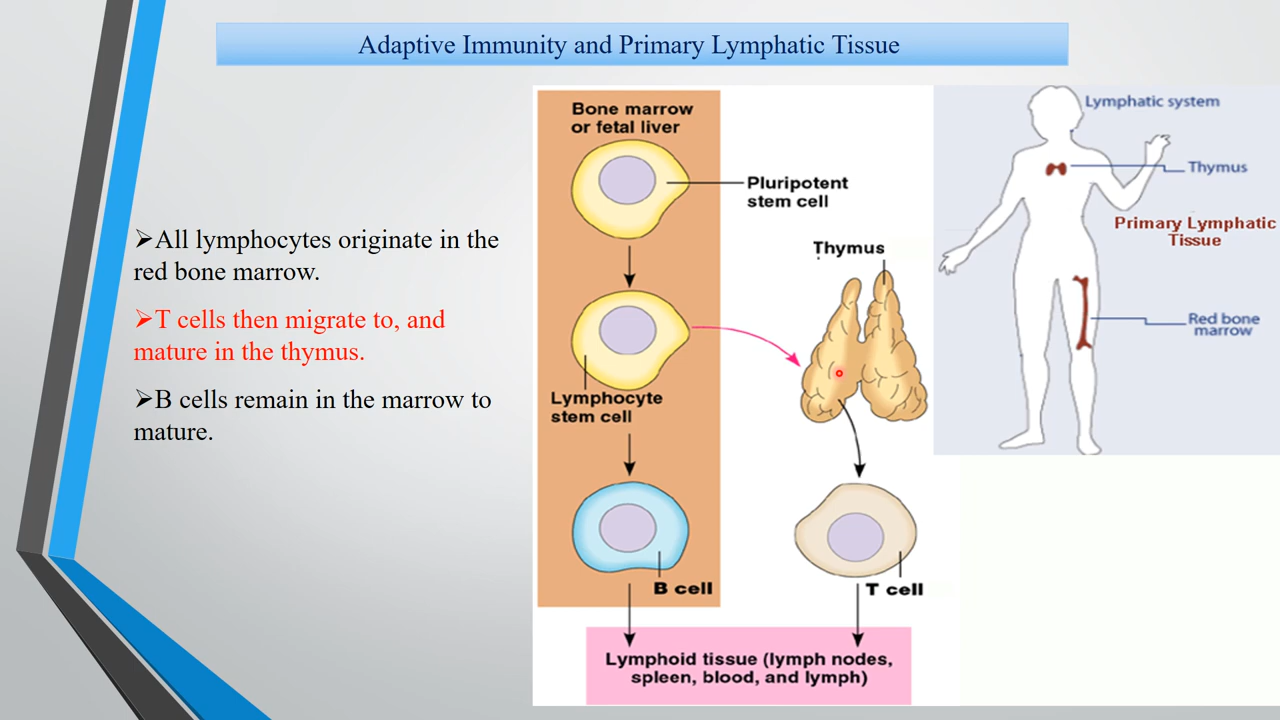 Adaptive Immunity and Primary Lymphatic Tissue
➢All lymphocytes originate in the
red bone marrow.
➢T cells then migrate to, and
mature in the thymus.
➢B cells remain in the marrow to
mature.
Bone marrow
or fetal liver
Pluripotent
stem cell
Thymus
Lymphocyte
stem cell
B cell
T cell
Lymphoid tissue (lymph nodes,
spleen, blood, and lymph)
Lymphatic system
Thymus
Primary Lymphatic
Tissue
Red bone
marrow